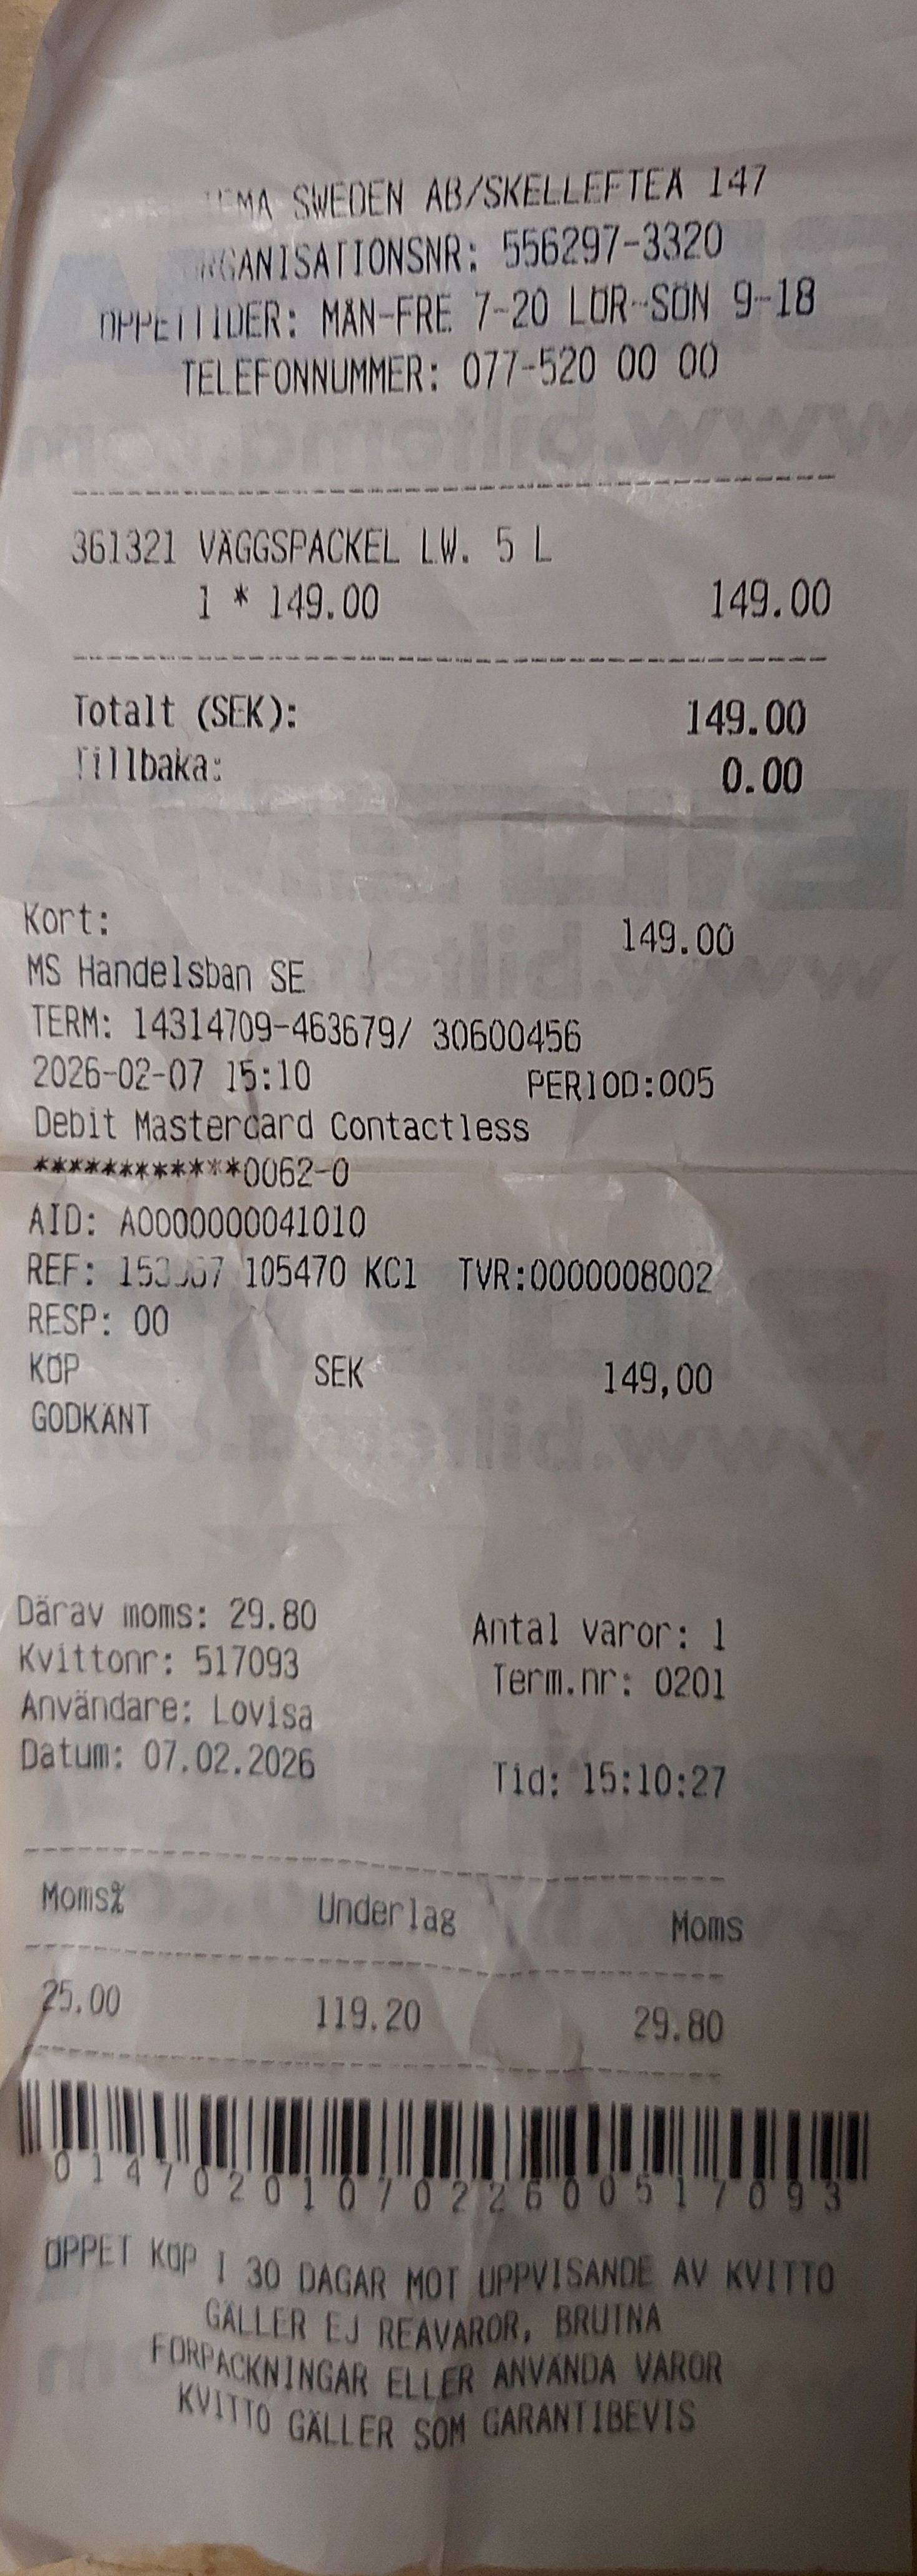 SWEDEN AB/SKELLEFTEÅ 147
ORGANISATIONSNR: 556297-3320
ÖPPETTIDER: MÅN-FRE 7-20 LÖR-SÖN 9-18
TELEFONNUMMER: 077-520 00 00
361321 VÄGGSPACKEL LW. 5 L
1 * 149.00 149.00
Totalt (SEK): 149.00
Tillbaka: 0.00
Kort: 149.00
MS Handelsban SE
TERM: 14314709-463679/ 30600456
2026-02-07 15:10 PERIOD:005
Debit Mastercard Contactless
************0062-0
AID: A0000000041010
REF: 105470 KC1 TVR:0000008002
RESP: 00
KÖP SEK 149,00
GODKÄNT
Därav moms: 29.80 Antal varor: 1
Kvittonr: 517093 Term.nr: 0201
Användare: Lovisa
Datum: 07.02.2026 Tid: 15:10:27
Moms% Underlag Moms
25.00 119.20 29.80
0147020107022600517093
ÖPPET KÖP I 30 DAGAR MOT UPPVISANDE AV KVITTO
GÄLLER EJ REAVAROR, BRUTNA
FÖRPACKNINGAR ELLER ANVÄNDA VAROR
KVITTO GÄLLER SOM GARANTIBEVIS